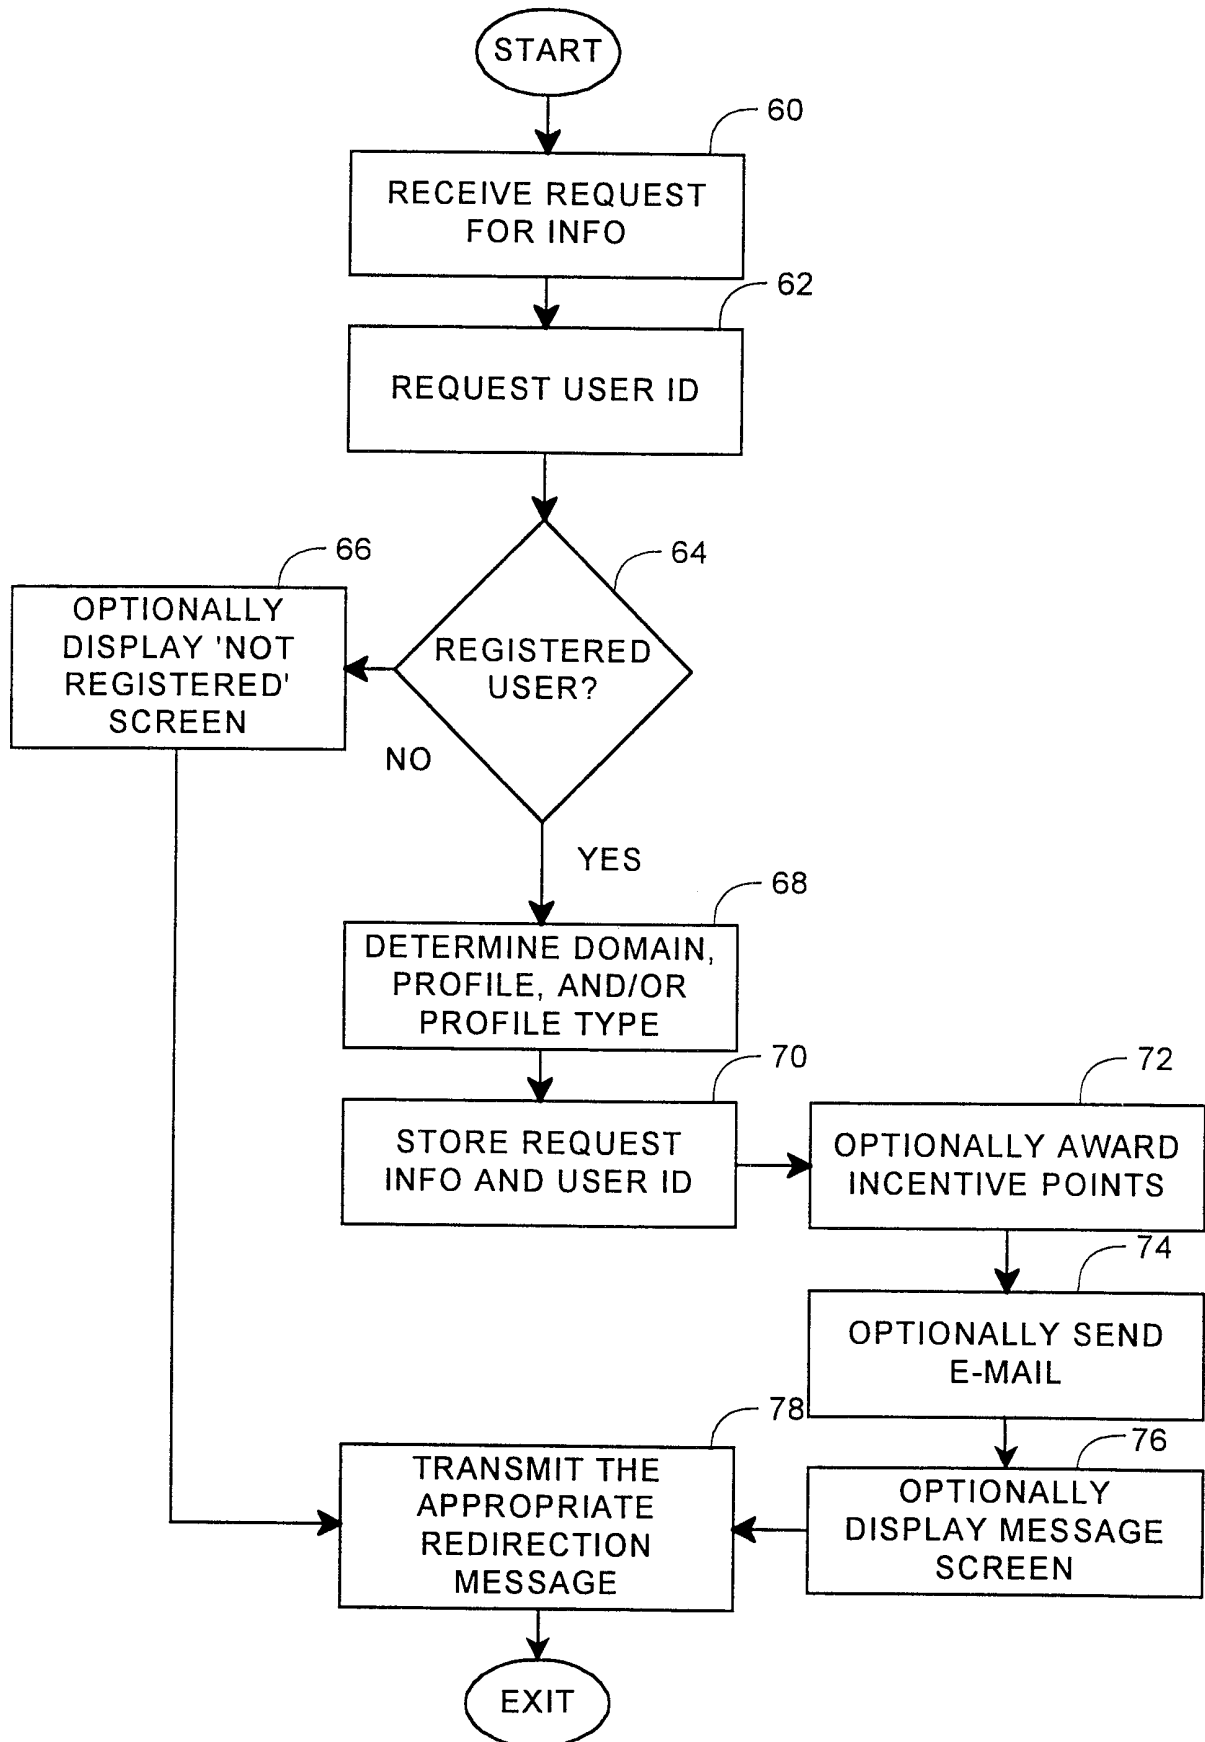 START
60
RECEIVE REQUEST
FOR INFO
62
REQUEST USER ID
64
REGISTERED
USER?
66
OPTIONALLY
DISPLAY 'NOT
REGISTERED'
SCREEN
NO
YES
68
DETERMINE DOMAIN,
PROFILE, AND/OR
PROFILE TYPE
70
STORE REQUEST
INFO AND USER ID
72
OPTIONALLY AWARD
INCENTIVE POINTS
74
OPTIONALLY SEND
E-MAIL
76
OPTIONALLY
DISPLAY MESSAGE
SCREEN
78
TRANSMIT THE
APPROPRIATE
REDIRECTION
MESSAGE
EXIT